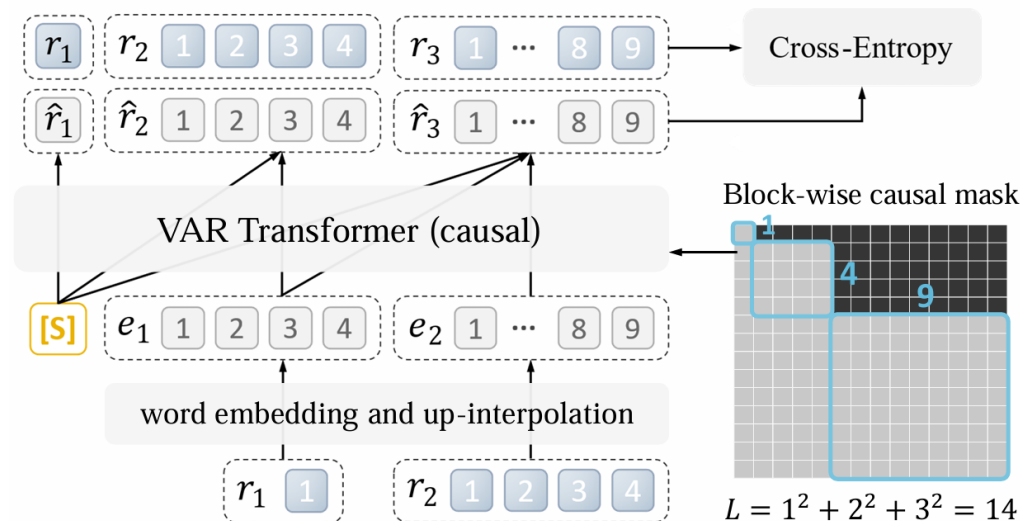 r₁ r₂ 1 2 3 4 r₃ 1 ··· 8 9
Cross-Entropy
r̂₁ r̂₂ 1 2 3 4 r̂₃ 1 ··· 8 9
VAR Transformer (causal)
Block-wise causal mask
1
4
9
[S] e₁ 1 2 3 4 e₂ 1 ··· 8 9
word embedding and up-interpolation
r₁ 1 r₂ 1 2 3 4
L = 1² + 2² + 3² = 14